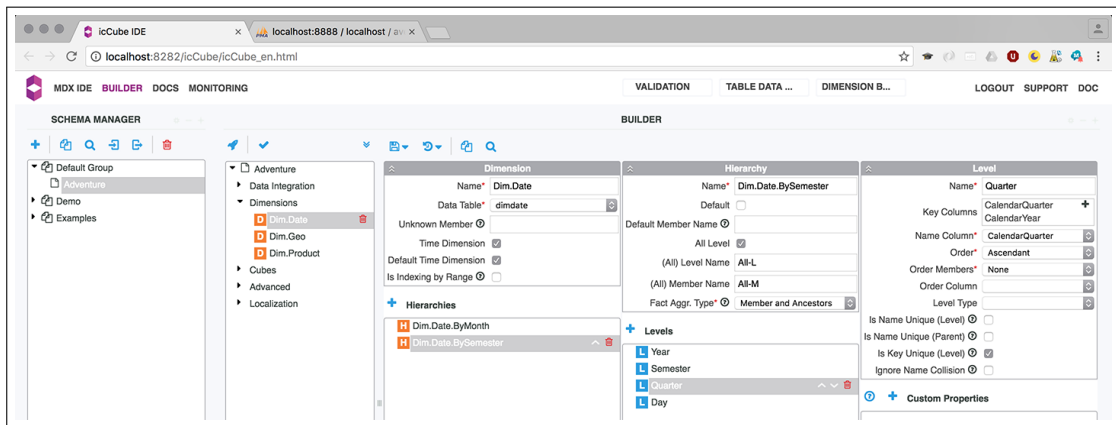 icCube IDE
localhost:8888 / localhost / av
localhost:8282/icCube/icCube_en.html
MDX IDE BUILDER DOCS MONITORING VALIDATION TABLE DATA ... DIMENSION B... LOGOUT SUPPORT DOC
SCHEMA MANAGER
Default Group
Adventure
Demo
Examples
BUILDER
Adventure
Data Integration
Dimensions
D Dim.Date
D Dim.Geo
D Dim.Product
Cubes
Advanced
Localization
Dimension
Name* Dim.Date
Data Table* dimdate
Unknown Member
Time Dimension
Default Time Dimension
Is Indexing by Range
Hierarchies
H Dim.Date.ByMonth
H Dim.Date.BySemester
Hierarchy
Name* Dim.Date.BySemester
Default
Default Member Name
All Level
(All) Level Name All-L
(All) Member Name All-M
Fact Aggr. Type* Member and Ancestors
Levels
L Year
L Semester
L Quarter
L Day
Level
Name* Quarter
Key Columns CalendarQuarter
CalendarYear
Name Column* CalendarQuarter
Order* Ascendant
Order Members* None
Order Column
Level Type
Is Name Unique (Level)
Is Name Unique (Parent)
Is Key Unique (Level)
Ignore Name Collision
Custom Properties